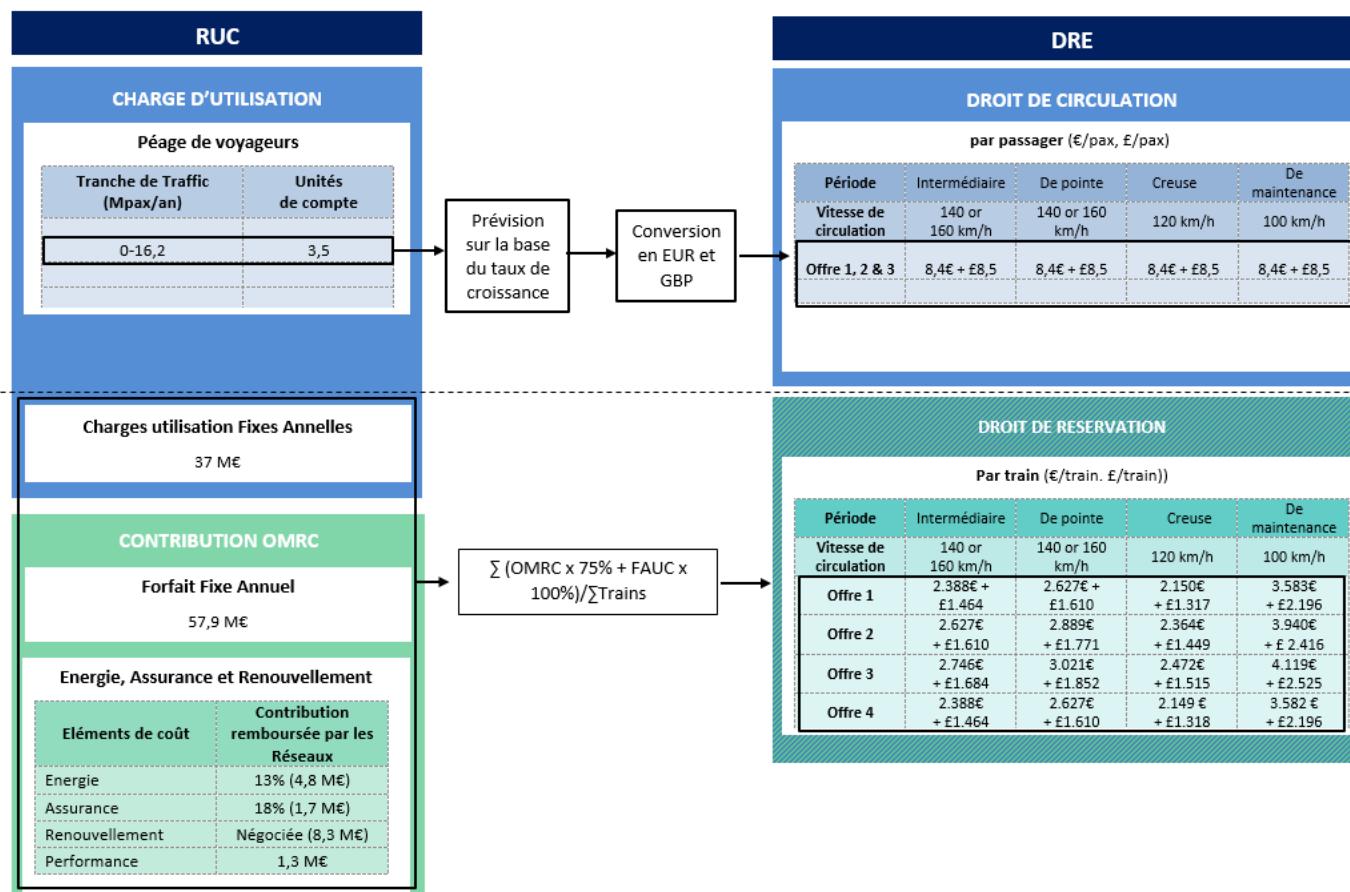 RUC
CHARGE D'UTILISATION
Péage de voyageurs
Tranche de Traffic
(Mpax/an)
Unités
de compte
0-16,2
3,5
Prévision
sur la base
du taux de
croissance
Conversion
en EUR et
GBP
DRE
DROIT DE CIRCULATION
par passager (€/pax, £/pax)
Période
Intermédiaire
De pointe
Creuse
De
maintenance
Vitesse de
circulation
140 or
160 km/h
140 or 160
km/h
120 km/h
100 km/h
Offre 1, 2 & 3
8,4€ + £8,5
8,4€ + £8,5
8,4€ + £8,5
8,4€ + £8,5
Charges utilisation Fixes Annelles
37 M€
CONTRIBUTION OMRC
Forfait Fixe Annuel
57,9 M€
Energie, Assurance et Renouvellement
Eléments de coût
Contribution
remboursée par les
Réseaux
Energie
13% (4,8 M€)
Assurance
18% (1,7 M€)
Renouvellement
Négociée (8,3 M€)
Performance
1,3 M€
∑ (OMRC x 75% + FAUC x
100%)/∑Trains
DROIT DE RESERVATION
Par train (€/train. £/train))
Période
Intermédiaire
De pointe
Creuse
De
maintenance
Vitesse de
circulation
140 or
160 km/h
140 or 160
km/h
120 km/h
100 km/h
Offre 1
2.388€ +
£1.464
2.627€ +
£1.610
2.150€
+ £1.317
3.583€
+ £2.196
Offre 2
2.627€
+ £1.610
2.889€
+ £1.771
2.364€
+ £1.449
3.940€
+ £ 2.416
Offre 3
2.746€
+ £1.684
3.021€
+ £1.852
2.472€
+ £1.515
4.119€
+ £2.525
Offre 4
2.388€
+ £1.464
2.627€
+ £1.610
2.149 €
+ £1.318
3.582 €
+ £2.196